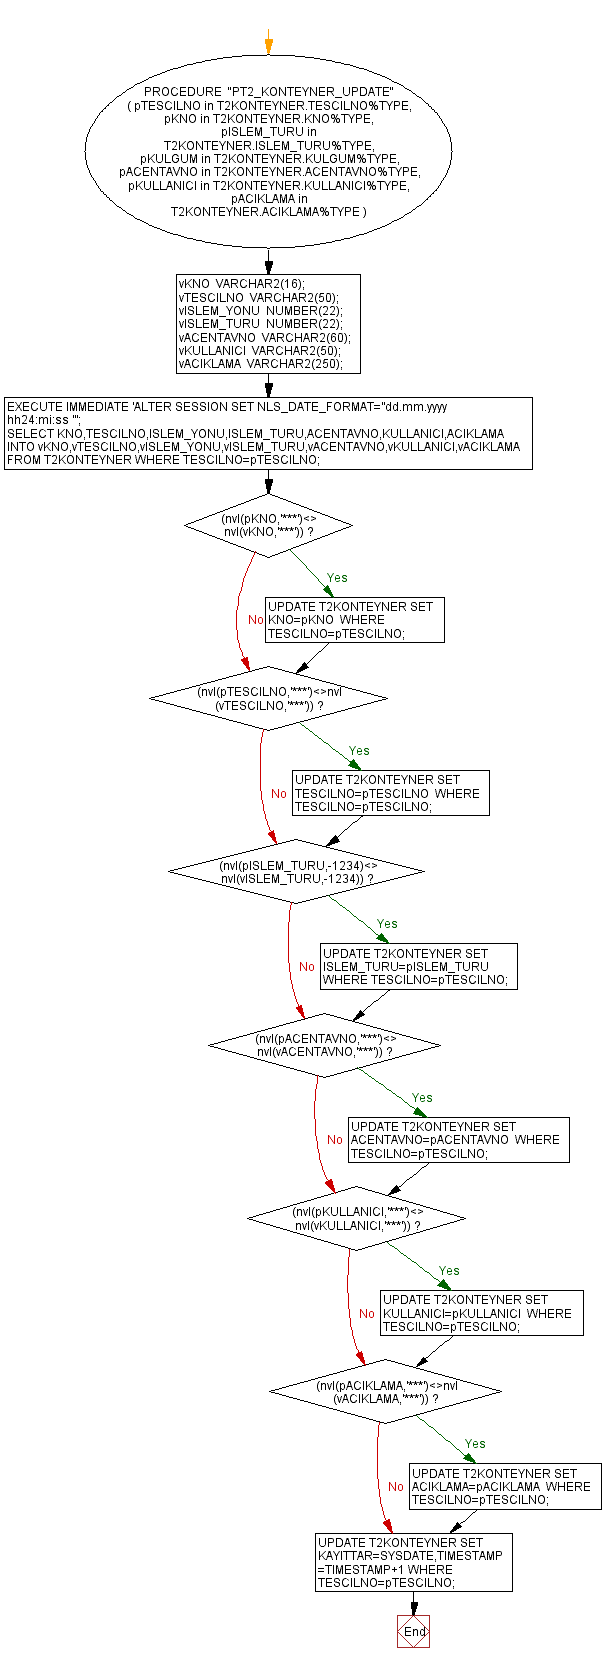 PROCEDURE "PT2_KONTEYNER_UPDATE"
( pTESCILNO in T2KONTEYNER.TESCILNO%TYPE,
pKNO in T2KONTEYNER.KNO%TYPE,
pISLEM_TURU in
T2KONTEYNER.ISLEM_TURU%TYPE,
pKULGUM in T2KONTEYNER.KULGUM%TYPE,
pACENTAVNO in T2KONTEYNER.ACENTAVNO%TYPE,
pKULLANICI in T2KONTEYNER.KULLANICI%TYPE,
pACIKLAMA in
T2KONTEYNER.ACIKLAMA%TYPE )
vKNO VARCHAR2(16);
vTESCILNO VARCHAR2(50);
vISLEM_YONU NUMBER(22);
vISLEM_TURU NUMBER(22);
vACENTAVNO VARCHAR2(60);
vKULLANICI VARCHAR2(50);
vACIKLAMA VARCHAR2(250);
EXECUTE IMMEDIATE 'ALTER SESSION SET NLS_DATE_FORMAT="dd.mm.yyyy
hh24:mi:ss "';
SELECT KNO,TESCILNO,ISLEM_YONU,ISLEM_TURU,ACENTAVNO,KULLANICI,ACIKLAMA
INTO vKNO,vTESCILNO,vISLEM_YONU,vISLEM_TURU,vACENTAVNO,vKULLANICI,vACIKLAMA
FROM T2KONTEYNER WHERE TESCILNO=pTESCILNO;
(nvl(pKNO,'***')<>
nvl(vKNO,'***')) ?
Yes
UPDATE T2KONTEYNER SET
KNO=pKNO WHERE
TESCILNO=pTESCILNO;
No
(nvl(pTESCILNO,'***')<>nvl
(vTESCILNO,'***')) ?
Yes
UPDATE T2KONTEYNER SET
TESCILNO=pTESCILNO WHERE
TESCILNO=pTESCILNO;
No
(nvl(pISLEM_TURU,-1234)<>
nvl(vISLEM_TURU,-1234)) ?
Yes
UPDATE T2KONTEYNER SET
ISLEM_TURU=pISLEM_TURU
WHERE TESCILNO=pTESCILNO;
No
(nvl(pACENTAVNO,'***')<>
nvl(vACENTAVNO,'***')) ?
Yes
UPDATE T2KONTEYNER SET
ACENTAVNO=pACENTAVNO WHERE
TESCILNO=pTESCILNO;
No
(nvl(pKULLANICI,'***')<>
nvl(vKULLANICI,'***')) ?
Yes
UPDATE T2KONTEYNER SET
KULLANICI=pKULLANICI WHERE
TESCILNO=pTESCILNO;
No
(nvl(pACIKLAMA,'***')<>nvl
(vACIKLAMA,'***')) ?
Yes
UPDATE T2KONTEYNER SET
ACIKLAMA=pACIKLAMA WHERE
TESCILNO=pTESCILNO;
No
UPDATE T2KONTEYNER SET
KAYITTAR=SYSDATE,TIMESTAMP
=TIMESTAMP+1 WHERE
TESCILNO=pTESCILNO;
End